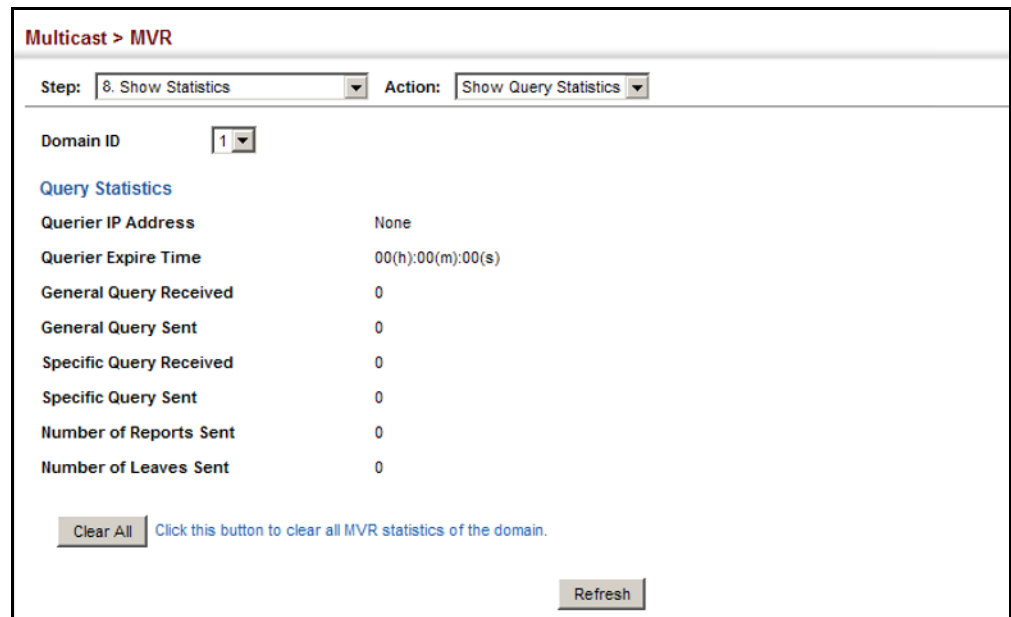 Multicast > MVR
Step: 8. Show Statistics Action: Show Query Statistics
Domain ID 1
Query Statistics
Querier IP Address None
Querier Expire Time 00(h):00(m):00(s)
General Query Received 0
General Query Sent 0
Specific Query Received 0
Specific Query Sent 0
Number of Reports Sent 0
Number of Leaves Sent 0
Clear All Click this button to clear all MVR statistics of the domain.
Refresh